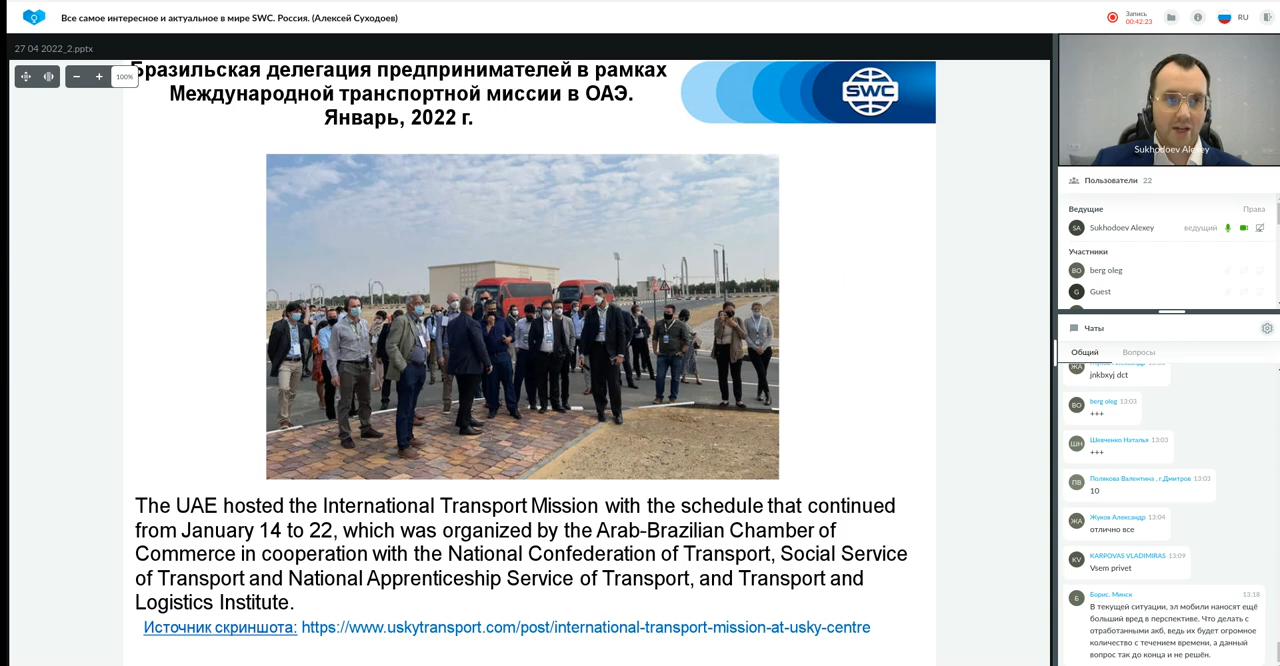 Все самое интересное и актуальное в мире SWC. Россия. (Алексей Суходоев)
Запись
00:42:23
RU
27 04 2022_2.pptx
100%
Бразильская делегация предпринимателей в рамках
Международной транспортной миссии в ОАЭ.
Январь, 2022 г.
SWC
The UAE hosted the International Transport Mission with the schedule that continued
from January 14 to 22, which was organized by the Arab-Brazilian Chamber of
Commerce in cooperation with the National Confederation of Transport, Social Service
of Transport and National Apprenticeship Service of Transport, and Transport and
Logistics Institute.
Источник скриншота: https://www.uskytransport.com/post/international-transport-mission-at-usky-centre
Sukhodoev Alexey
Пользователи 22
Ведущие Права
SA Sukhodoev Alexey ведущий
Участники
BO berg oleg
G Guest
Чаты
Общий Вопросы
ЖА
jnkbxyj dct
BO berg oleg 13:03
+++
ШН Шевченко Наталья 13:03
+++
ПВ Полякова Валентина , г.Дмитров 13:03
10
ЖА Жуков Александр 13:04
отлично все
KV KARPOVAS VLADIMIRAS 13:09
Vsem privet
Б Борис. Минск 13:18
В текущей ситуации, эл мобили наносят ещё
больший вред в перспективе. Что делать с
отработанными акб, ведь их будет огромное
количество с течением времени, а данный
вопрос так до конца и не решён.